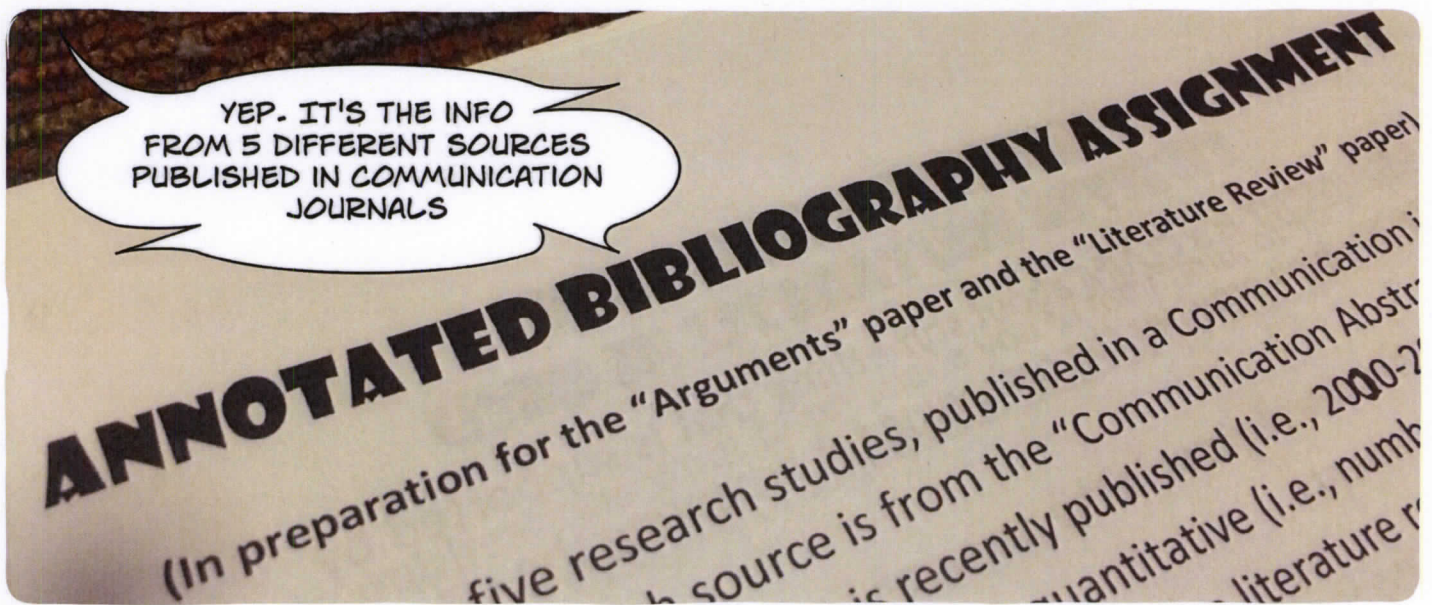 YEP. IT'S THE INFO
FROM 5 DIFFERENT SOURCES
PUBLISHED IN COMMUNICATION
JOURNALS
ANNOTATED BIBLIOGRAPHY ASSIGNMENT
(In preparation for the "Arguments" paper and the "Literature Review" paper)
five research studies, published in a Communication
source is from the "Communication
is recently published (i.e.,
quantitative (i.e.,
literature